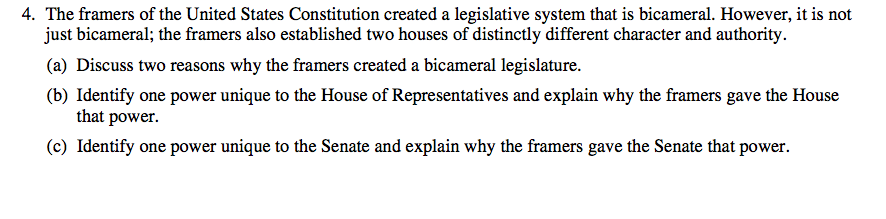 4. The framers of the United States Constitution created a legislative system that is bicameral. However, it is not
just bicameral; the framers also established two houses of distinctly different character and authority.
(a) Discuss two reasons why the framers created a bicameral legislature.
(b) Identify one power unique to the House of Representatives and explain why the framers gave the House
that power.
(c) Identify one power unique to the Senate and explain why the framers gave the Senate that power.